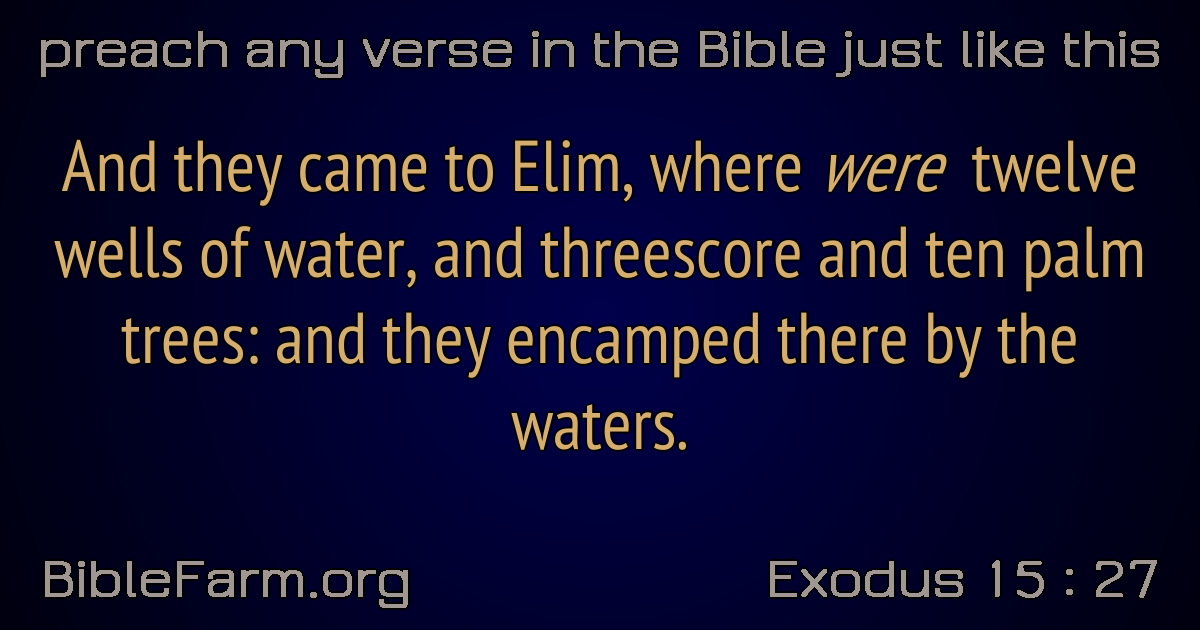 preach any verse in the Bible just like this
And they came to Elim, where were twelve
wells of water, and threescore and ten palm
trees: and they encamped there by the
waters.
BibleFarm.org
Exodus 15 : 27